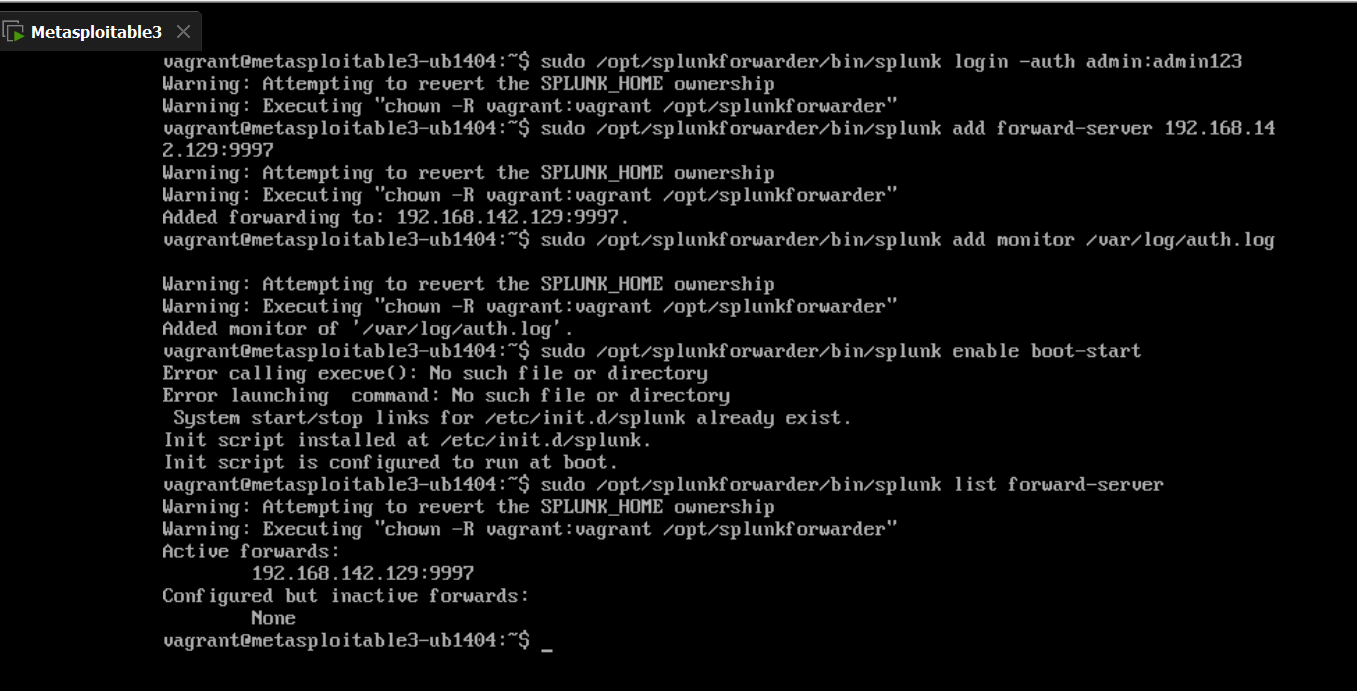 Metasploitable3
vagrant@metasploitable3-ub1404:~$ sudo /opt/splunkforwarder/bin/splunk login -auth admin:admin123
Warning: Attempting to revert the SPLUNK_HOME ownership
Warning: Executing "chown -R vagrant:vagrant /opt/splunkforwarder"
vagrant@metasploitable3-ub1404:~$ sudo /opt/splunkforwarder/bin/splunk add forward-server 192.168.14
2.129:9997
Warning: Attempting to revert the SPLUNK_HOME ownership
Warning: Executing "chown -R vagrant:vagrant /opt/splunkforwarder"
Added forwarding to: 192.168.142.129:9997.
vagrant@metasploitable3-ub1404:~$ sudo /opt/splunkforwarder/bin/splunk add monitor /var/log/auth.log
Warning: Attempting to revert the SPLUNK_HOME ownership
Warning: Executing "chown -R vagrant:vagrant /opt/splunkforwarder"
Added monitor of '/var/log/auth.log'.
vagrant@metasploitable3-ub1404:~$ sudo /opt/splunkforwarder/bin/splunk enable boot-start
Error calling execve(): No such file or directory
Error launching  command: No such file or directory
 System start/stop links for /etc/init.d/splunk already exist.
Init script installed at /etc/init.d/splunk.
Init script is configured to run at boot.
vagrant@metasploitable3-ub1404:~$ sudo /opt/splunkforwarder/bin/splunk list forward-server
Warning: Attempting to revert the SPLUNK_HOME ownership
Warning: Executing "chown -R vagrant:vagrant /opt/splunkforwarder"
Active forwards:
        192.168.142.129:9997
Configured but inactive forwards:
        None
vagrant@metasploitable3-ub1404:~$ _